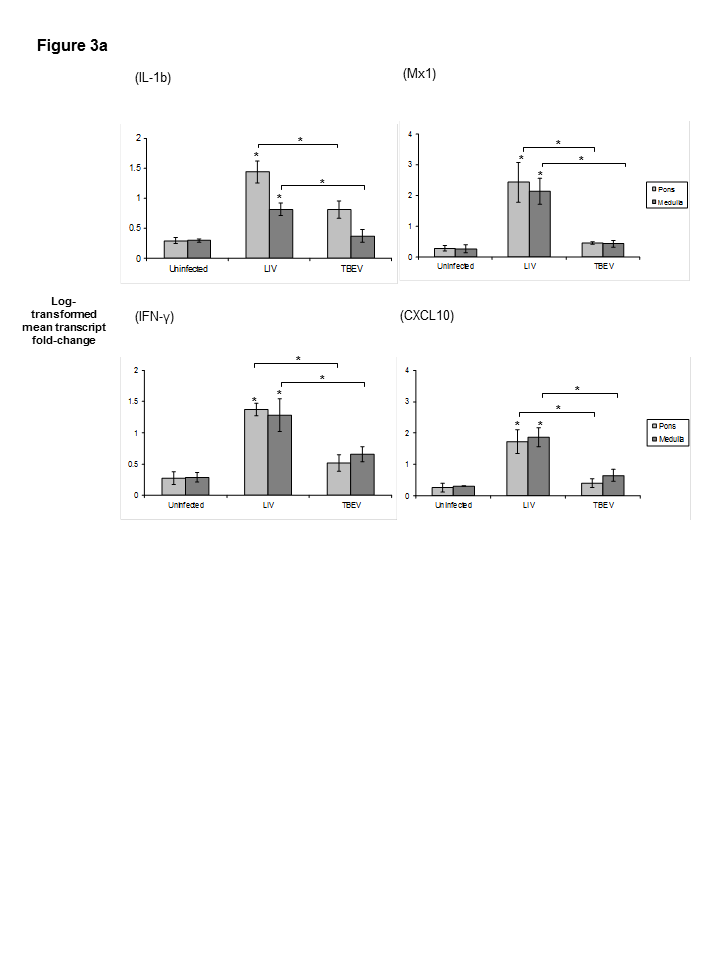 Figure 3a
(IL-1b)
(Mx1)
*
*
*
*
2
1.5
1
0.5
0
Uninfected
LIV
TBEV
*
*
*
*
4
3
2
1
0
Uninfected
LIV
TBEV
Pons
Medulla
Log-
transformed
mean transcript
fold-change
(IFN-γ)
(CXCL10)
*
*
*
*
2
1.5
1
0.5
0
Uninfected
LIV
TBEV
*
*
*
*
4
3
2
1
0
Uninfected
LIV
TBEV
Pons
Medulla